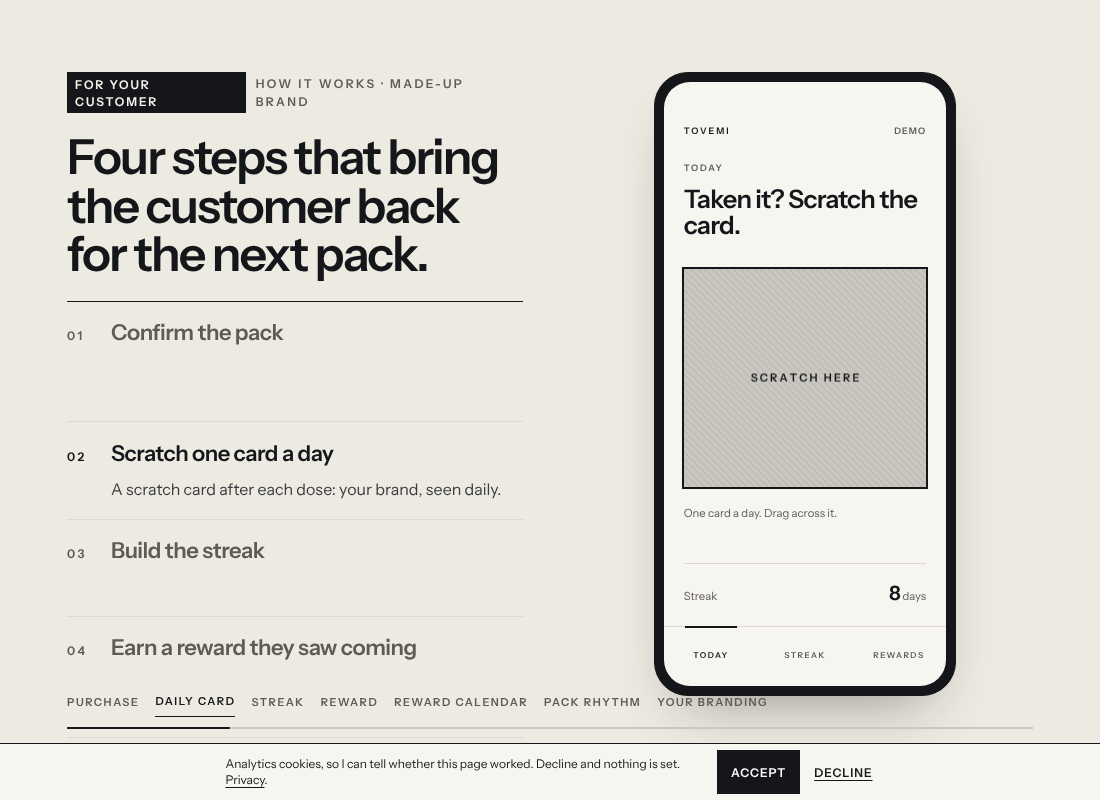 FOR YOUR
CUSTOMER
HOW IT WORKS · MADE-UP
BRAND
Four steps that bring
the customer back
for the next pack.
01 Confirm the pack
02 Scratch one card a day
A scratch card after each dose: your brand, seen daily.
03 Build the streak
04 Earn a reward they saw coming
TOVEMI DEMO
TODAY
Taken it? Scratch the
card.
SCRATCH HERE
One card a day. Drag across it.
Streak 8 days
TODAY STREAK REWARDS
PURCHASE DAILY CARD STREAK REWARD REWARD CALENDAR PACK RHYTHM YOUR BRANDING
Analytics cookies, so I can tell whether this page worked. Decline and nothing is set.
Privacy.
ACCEPT DECLINE